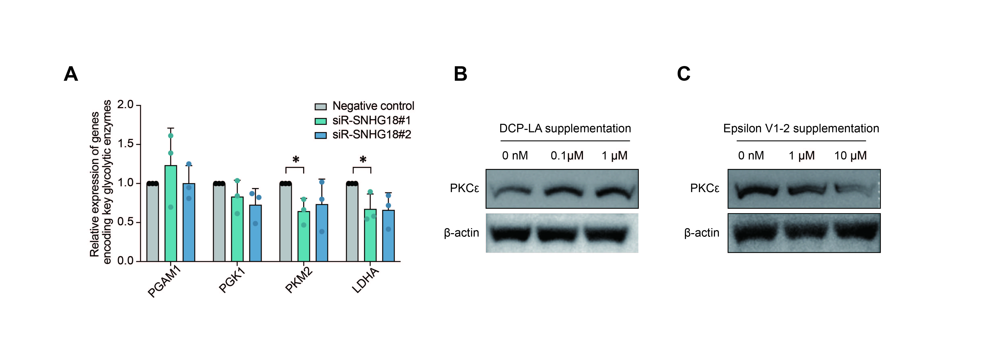 A
Relative expression of genes
encoding key glycolytic enzymes
2.0
1.5
1.0
0.5
0.0
Negative control
siR-SNHG18#1
siR-SNHG18#2
*
*
PGAM1
PGK1
PKM2
LDHA
B
DCP-LA supplementation
0 nM 0.1µM 1 µM
PKCε
β-actin
C
Epsilon V1-2 supplementation
0 nM 1 µM 10 µM
PKCε
β-actin